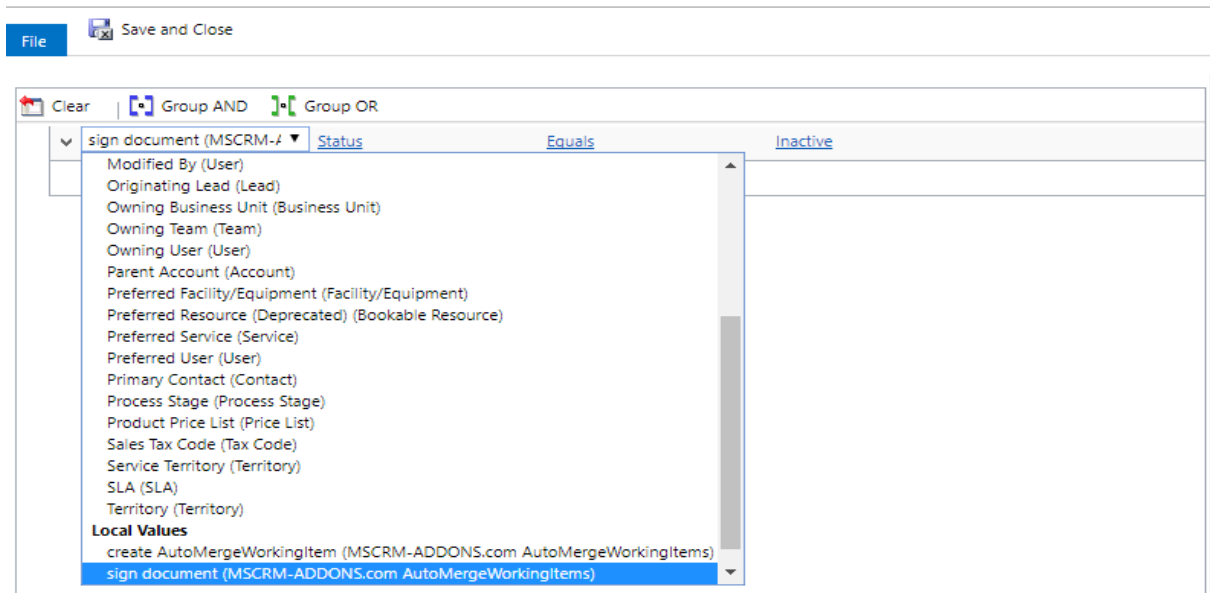 File Save and Close
Clear Group AND Group OR
sign document (MSCRM-A Status Equals Inactive
Modified By (User)
Originating Lead (Lead)
Owning Business Unit (Business Unit)
Owning Team (Team)
Owning User (User)
Parent Account (Account)
Preferred Facility/Equipment (Facility/Equipment)
Preferred Resource (Deprecated) (Bookable Resource)
Preferred Service (Service)
Preferred User (User)
Primary Contact (Contact)
Process Stage (Process Stage)
Product Price List (Price List)
Sales Tax Code (Tax Code)
Service Territory (Territory)
SLA (SLA)
Territory (Territory)
Local Values
create AutoMergeWorkingItem (MSCRM-ADDONS.com AutoMergeWorkingItems)
sign document (MSCRM-ADDONS.com AutoMergeWorkingItems)